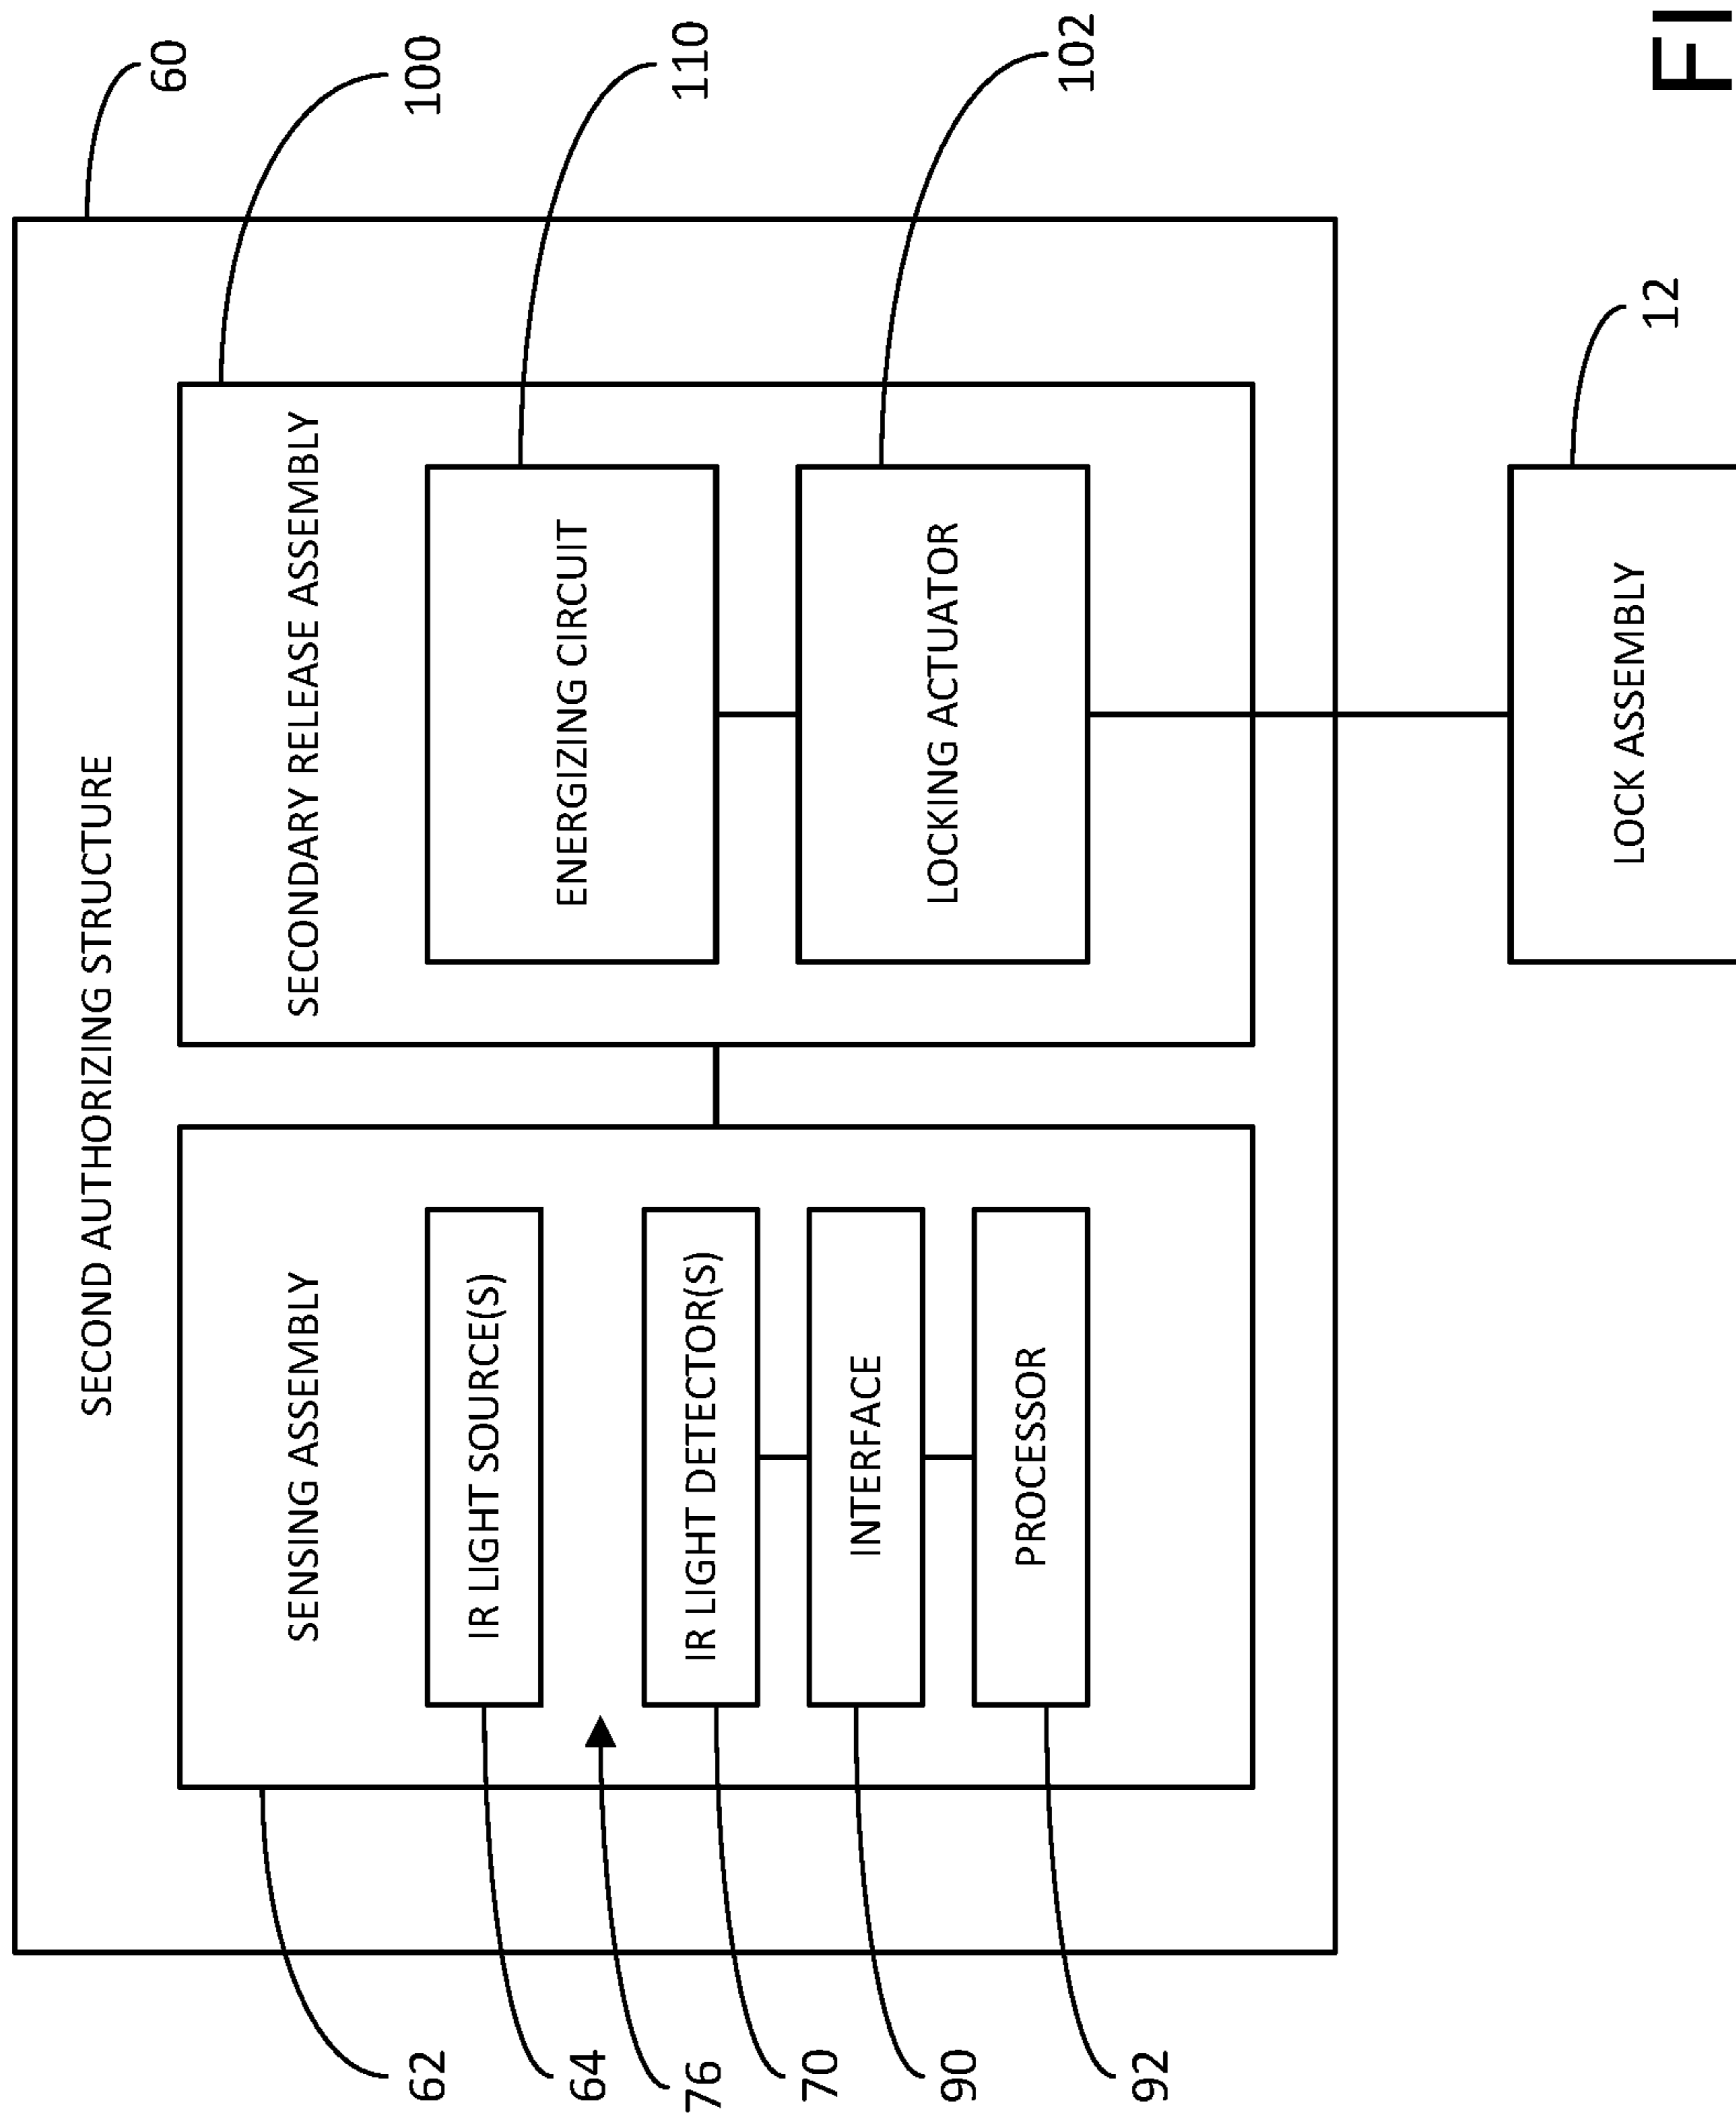 SECOND AUTHORIZING STRUCTURE
60
SENSING ASSEMBLY
SECONDARY RELEASE ASSEMBLY
62
100
IR LIGHT SOURCE(S)
ENERGIZING CIRCUIT
64
76
110
IR LIGHT DETECTOR(S)
70
INTERFACE
LOCKING ACTUATOR
90
PROCESSOR
92
102
LOCK ASSEMBLY
12
FI